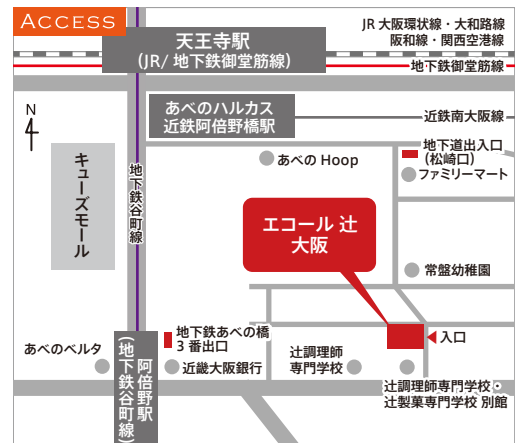 ACCESS
天王寺駅
(JR/ 地下鉄御堂筋線)
JR 大阪環状線・大和路線
阪和線・関西空港線
地下鉄御堂筋線
N
あべのハルカス
近鉄阿倍野橋駅
近鉄南大阪線
キューズモール
地下鉄谷町線
あべの Hoop
地下道出入口
(松崎口)
ファミリーマート
エコール 辻
大阪
常盤幼稚園
入口
地下鉄あべの橋
3 番出口
近畿大阪銀行
あべのベルタ
阿倍野駅
(地下鉄谷町線)
辻調理師
専門学校
辻調理師専門学校・
辻製菓専門学校 別館